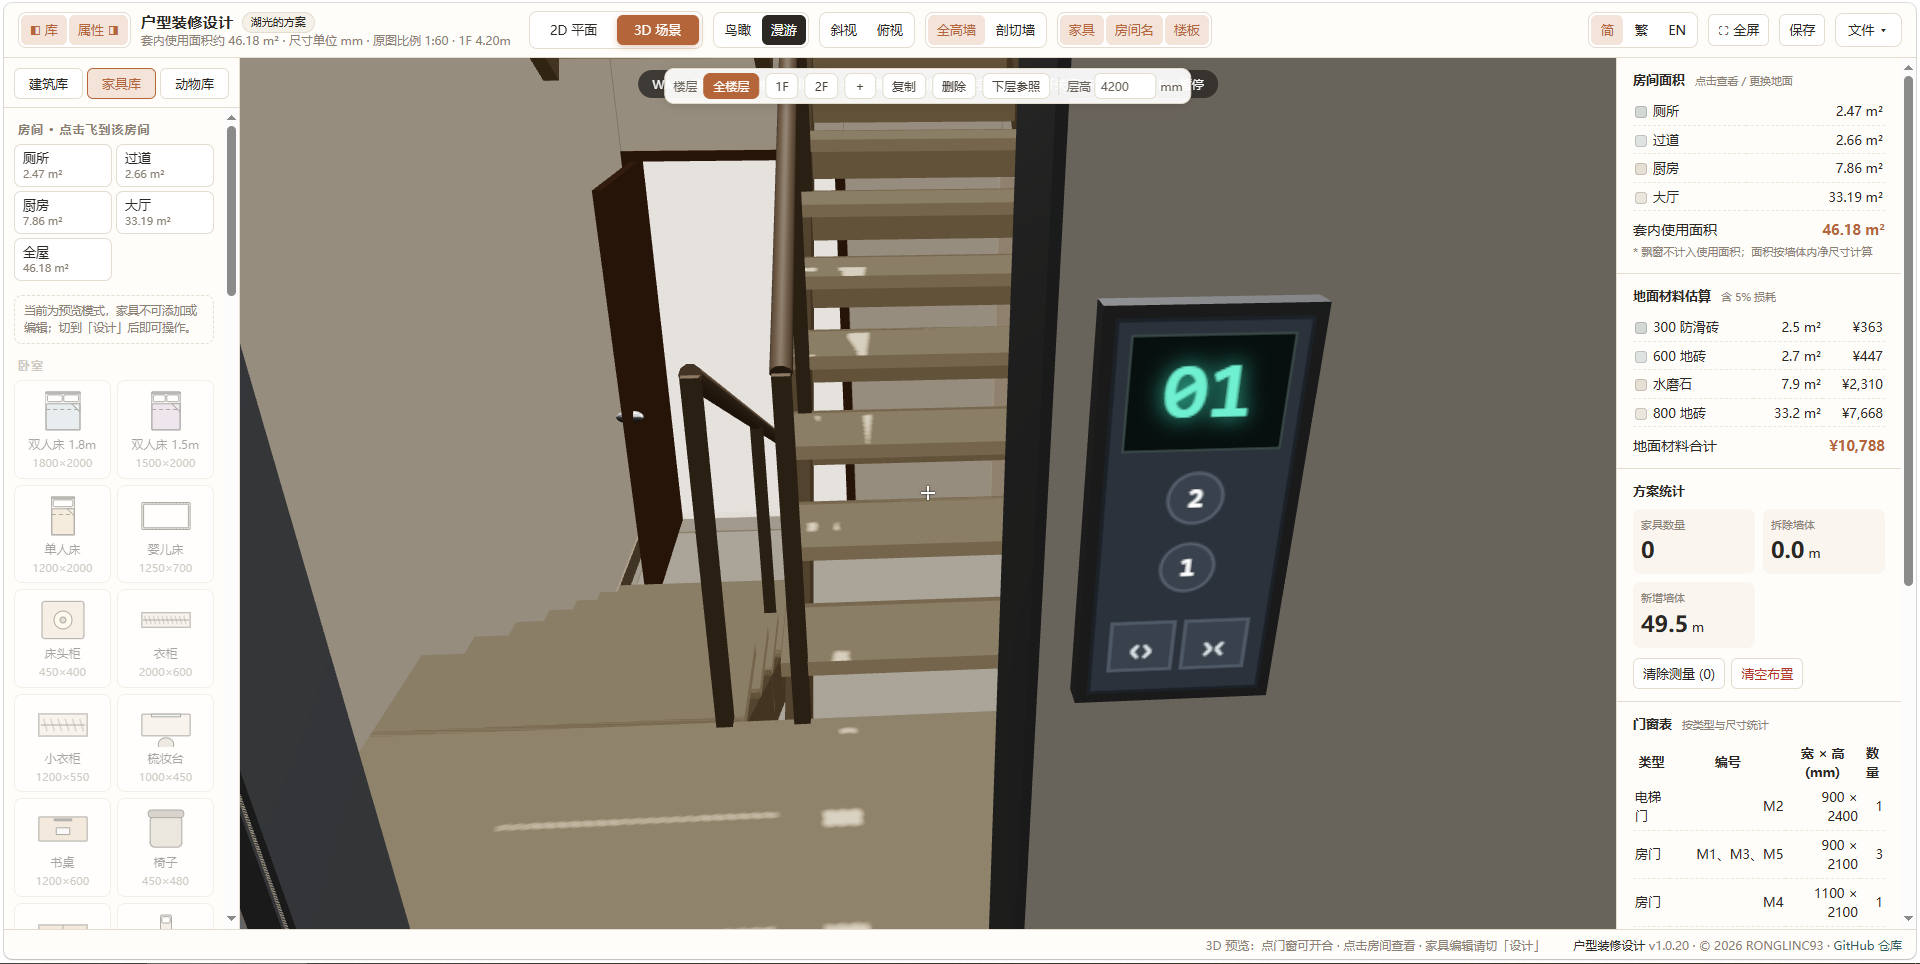 库 属性
户型装修设计 湖光的方案
套内使用面积约 46.18 m² · 尺寸单位 mm · 原图比例 1:60 · 1F 4.20m
2D 平面 3D 场景 鸟瞰 漫游 斜视 俯视 全高墙 剖切墙 家具 房间名 楼板
简 繁 EN 全屏 保存 文件
建筑库 家具库 动物库
房间 · 点击飞到该房间
厕所
2.47 m²
过道
2.66 m²
厨房
7.86 m²
大厅
33.19 m²
全屋
46.18 m²
当前为预览模式，家具不可添加或
编辑；切到「设计」后即可操作。
卧室
双人床 1.8m
1800×2000
双人床 1.5m
1500×2000
单人床
1200×2000
婴儿床
1250×700
床头柜
450×400
衣柜
2000×600
小衣柜
1200×550
梳妆台
1000×450
书桌
1200×600
椅子
450×480
W 楼层 全楼层 1F 2F + 复制 删除 下层参照 层高 4200 mm 停
01
2
1
房间面积 点击查看 / 更换地面
厕所 2.47 m²
过道 2.66 m²
厨房 7.86 m²
大厅 33.19 m²
套内使用面积 46.18 m²
* 飘窗不计入使用面积；面积按墙体内净尺寸计算
地面材料估算 含 5% 损耗
300 防滑砖 2.5 m² ¥363
600 地砖 2.7 m² ¥447
水磨石 7.9 m² ¥2,310
800 地砖 33.2 m² ¥7,668
地面材料合计 ¥10,788
方案统计
家具数量
0
拆除墙体
0.0 m
新增墙体
49.5 m
清除测量 (0) 清空布置
门窗表 按类型与尺寸统计
类型 编号 宽 × 高 (mm) 数量
电梯门 M2 900 × 2400 1
房门 M1、M3、M5 900 × 2100 3
房门 M4 1100 × 2100 1
3D 预览：点门窗可开合 · 点击房间查看 · 家具编辑请切「设计」
户型装修设计 v1.0.20 · © 2026 RONGLINC93 · GitHub 仓库